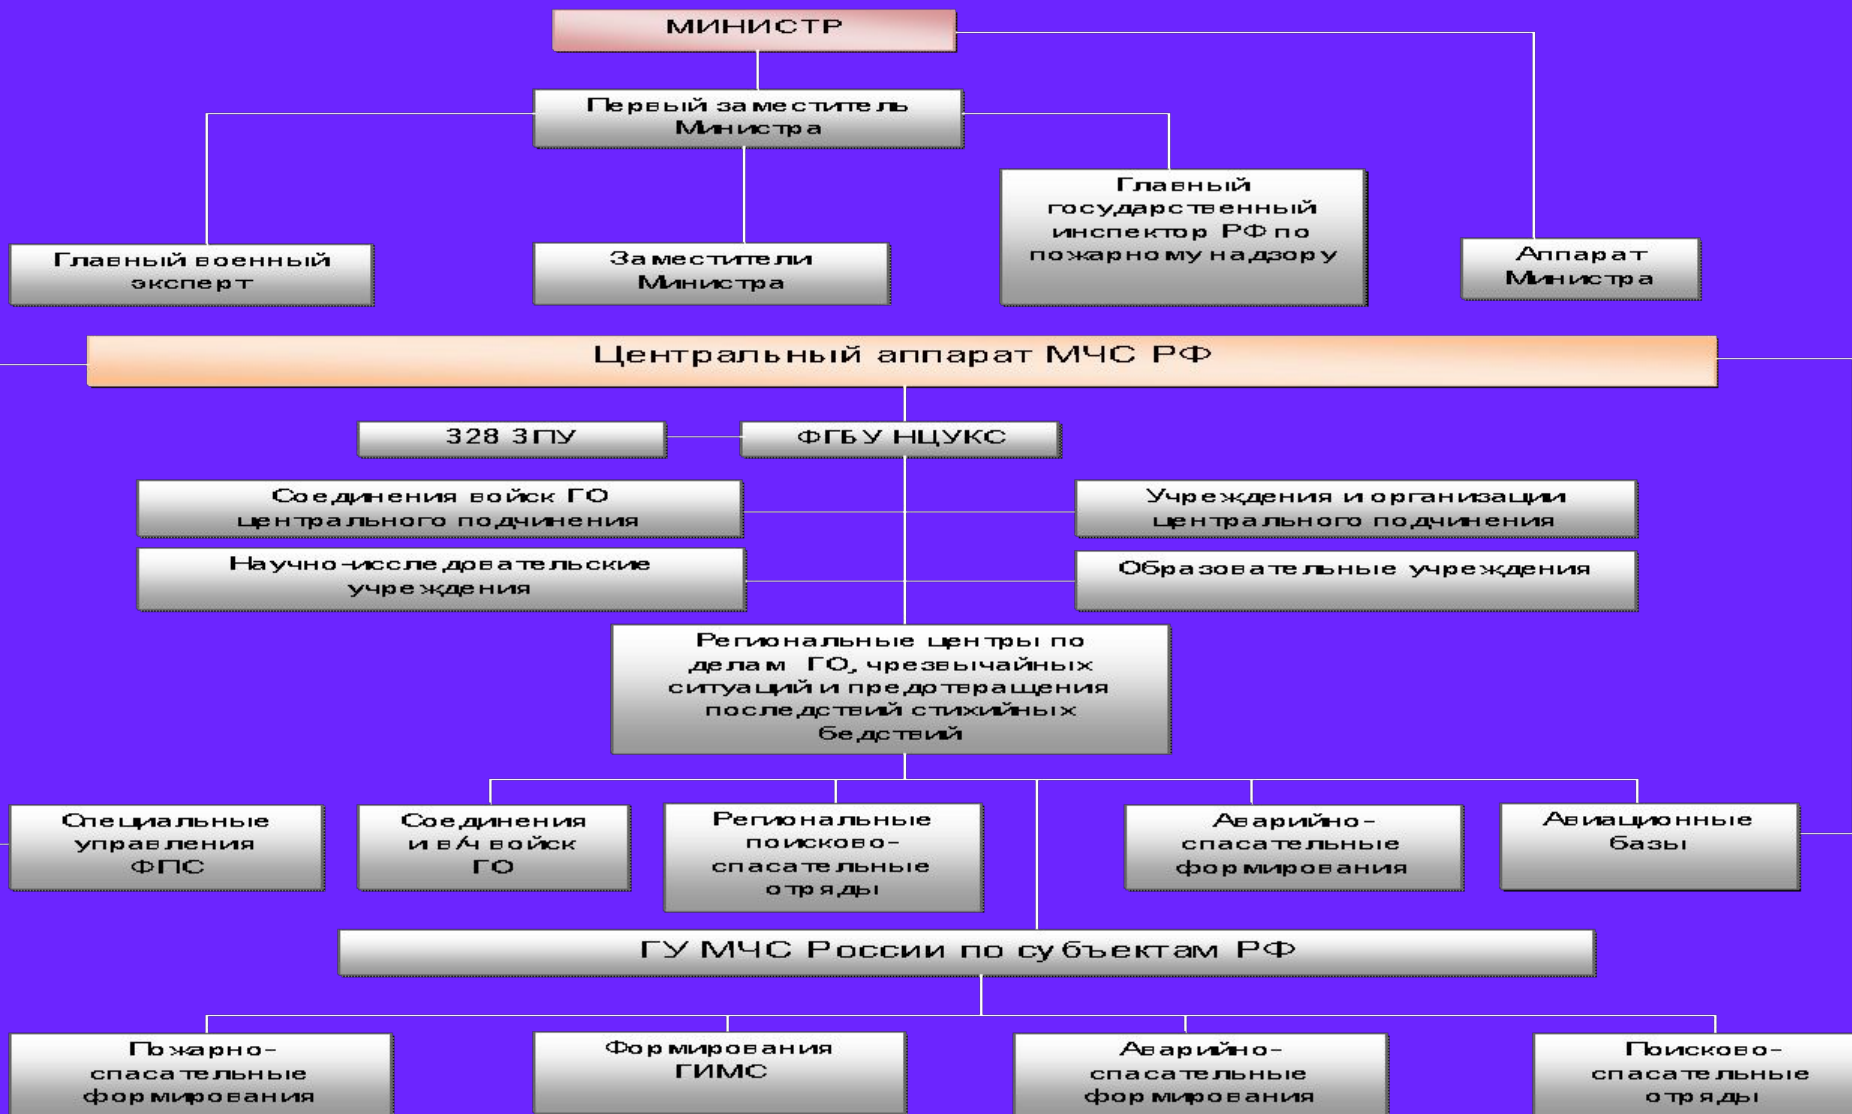 МИНИСТР
Первый заместитель
Министра
Главный
государственный
инспектор РФ по
пожарному надзору
Главный военный
эксперт
Заместители
Министра
Аппарат
Министра
Центральный аппарат МЧС РФ
328 ЗПУ
ФГБУ НЦУКС
Соединения войск ГО
центрального подчинения
Учреждения и организации
центрального подчинения
Научно-исследовательские
учреждения
Образовательные учреждения
Региональные центры по
делам ГО, чрезвычайных
ситуаций и предотвращения
последствий стихийных
бедствий
Специальные
управления
ФПС
Соединения
и в/ч войск
ГО
Региональные
поисково-
спасательные
отряды
Аварийно-
спасательные
формирования
Авиационные
базы
ГУ МЧС России по субъектам РФ
Пожарно-
спасательные
формирования
Формирования
ГИМС
Аварийно-
спасательные
формирования
Поисково-
спасательные
отряды